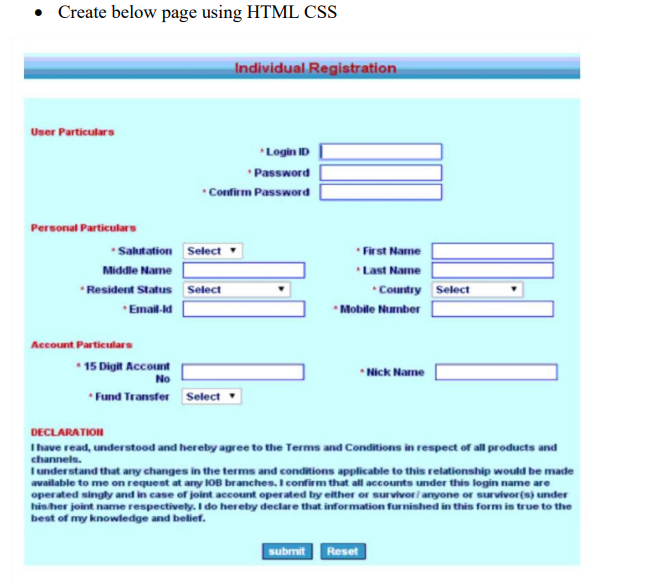 • Create below page using HTML CSS
Individual Registration
User Particulars
* Login ID
* Password
* Confirm Password
Personal Particulars
* Salutation Select * First Name
Middle Name * Last Name
* Resident Status Select * Country Select
* Email-Id * Mobile Number
Account Particulars
* 15 Digit Account
No
* Nick Name
* Fund Transfer Select
DECLARATION
I have read, understood and hereby agree to the Terms and Conditions in respect of all products and
channels.
I understand that any changes in the terms and conditions applicable to this relationship would be made
available to me on request at any IOB branches. I confirm that all accounts under this login name are
operated singly and in case of joint account operated by either or survivor/ anyone or survivor(s) under
his/her joint name respectively. I do hereby declare that information furnished in this form is true to the
best of my knowledge and belief.
submit Reset